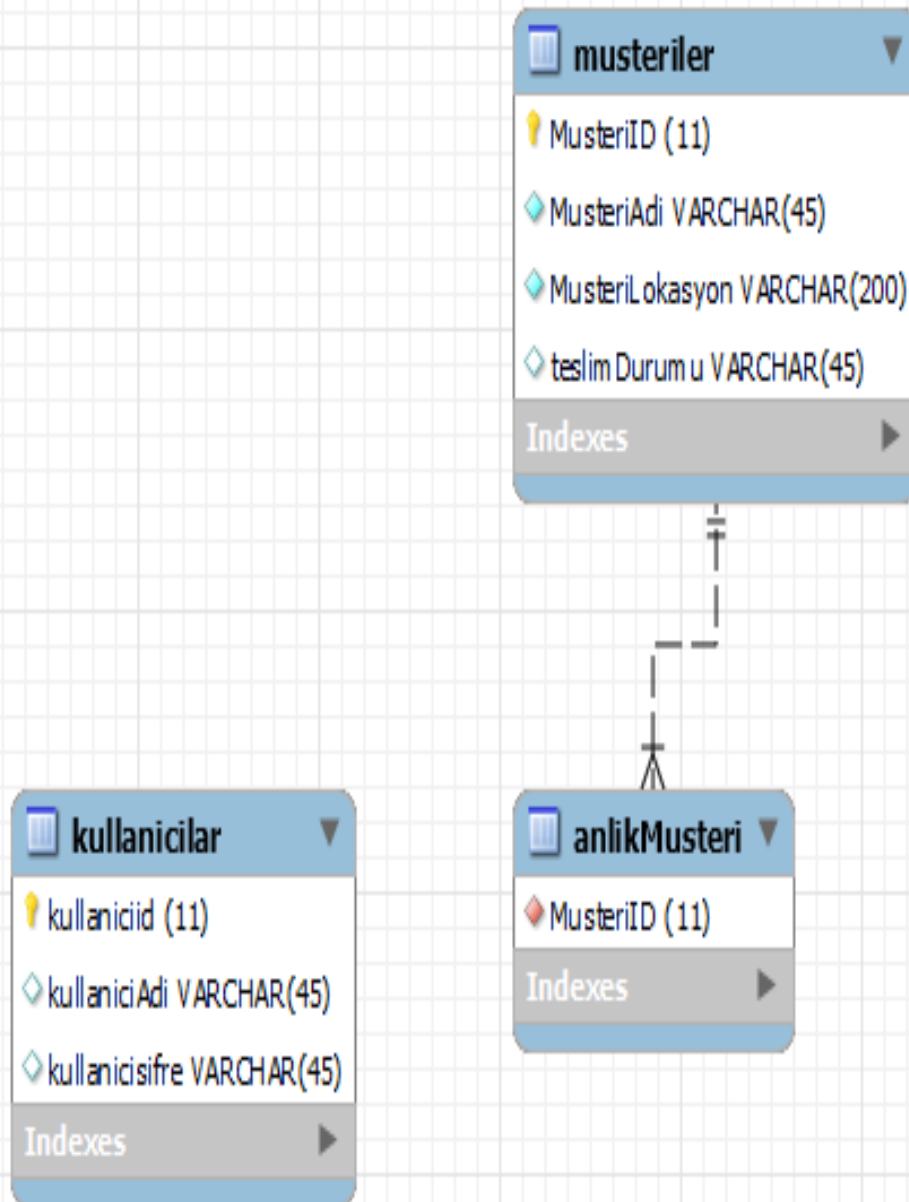 musteriler
MusteriID (11)
MusteriAdi VARCHAR(45)
MusteriLokasyon VARCHAR(200)
teslimDurumu VARCHAR(45)
Indexes
kullanicilar
kullaniciid (11)
kullaniciAdi VARCHAR(45)
kullanicisifre VARCHAR(45)
Indexes
anlikMusteri
MusteriID (11)
Indexes